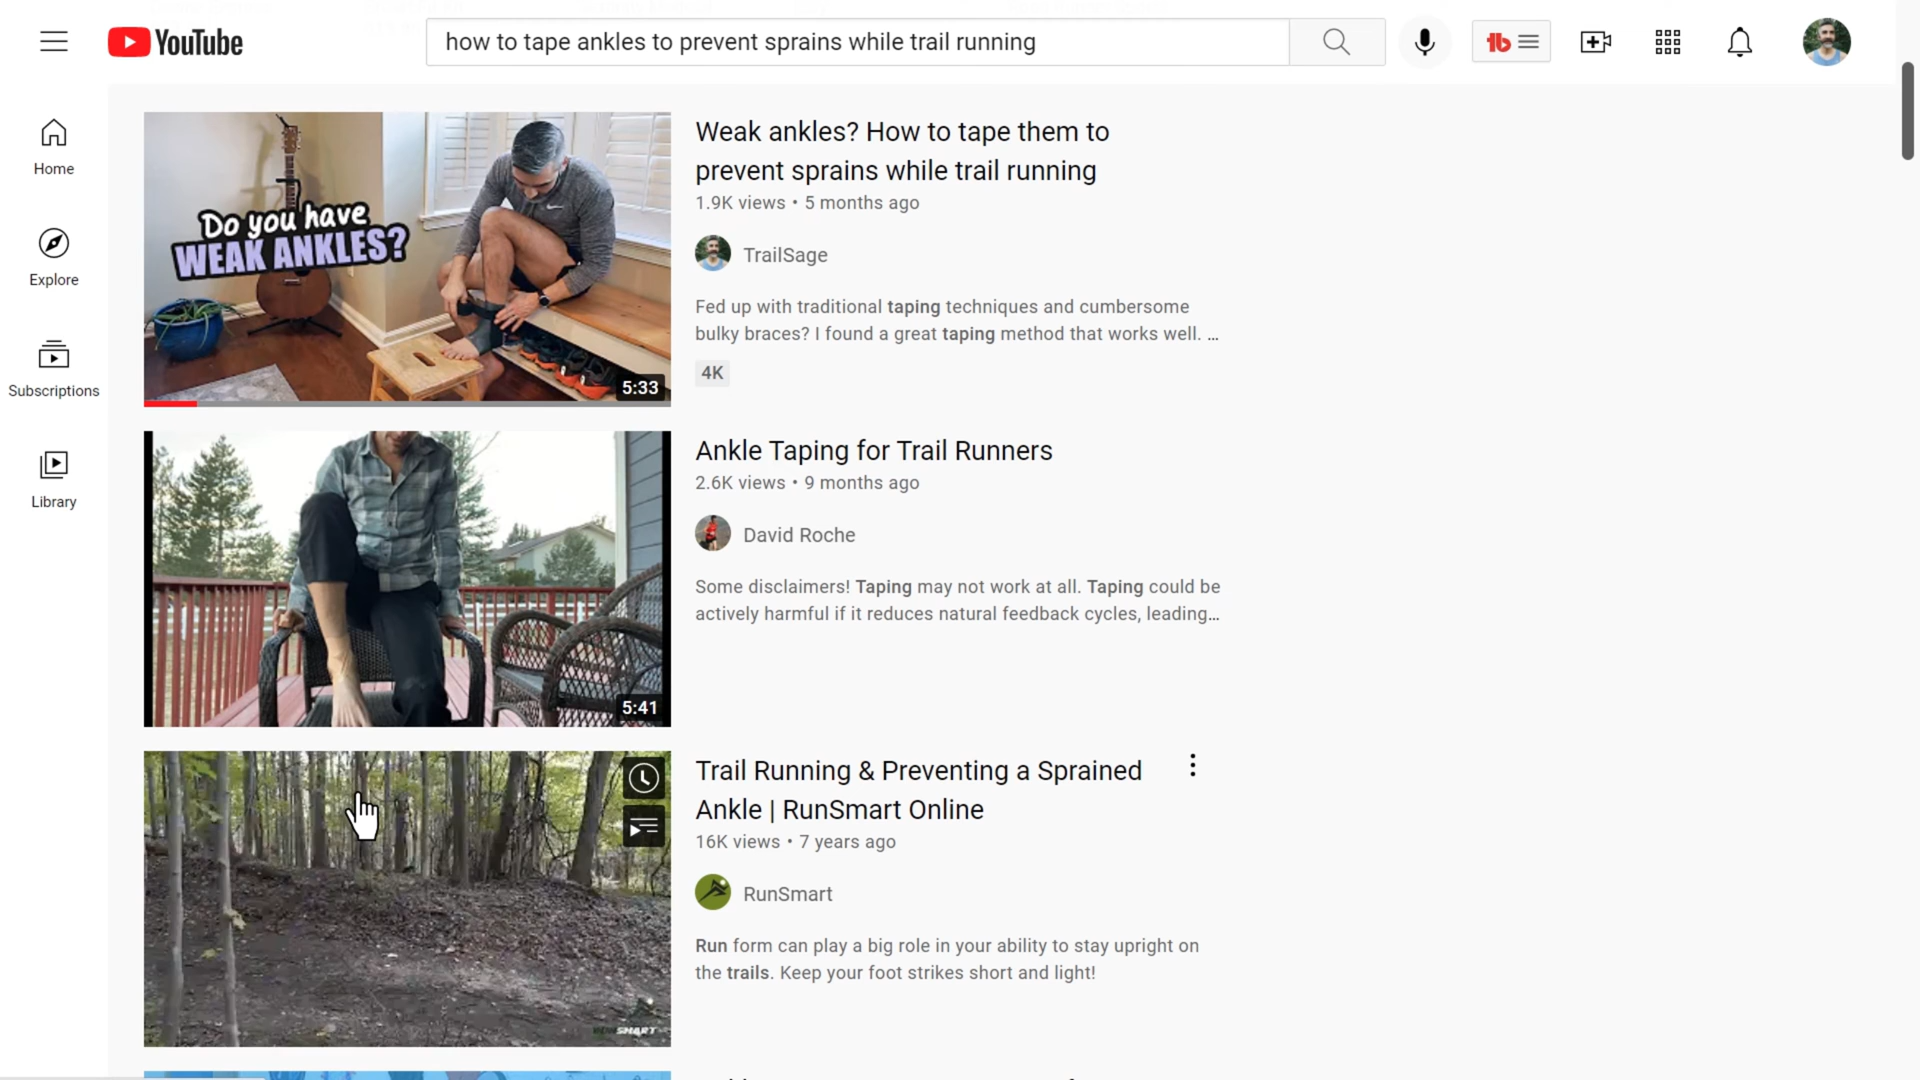 YouTube
how to tape ankles to prevent sprains while trail running
Home
Explore
Subscriptions
Library
Do you have
WEAK ANKLES?
5:33
Weak ankles? How to tape them to
prevent sprains while trail running
1.9K views • 5 months ago
TrailSage
Fed up with traditional taping techniques and cumbersome
bulky braces? I found a great taping method that works well. ...
4K
5:41
Ankle Taping for Trail Runners
2.6K views • 9 months ago
David Roche
Some disclaimers! Taping may not work at all. Taping could be
actively harmful if it reduces natural feedback cycles, leading...
Trail Running & Preventing a Sprained
Ankle | RunSmart Online
16K views • 7 years ago
RunSmart
Run form can play a big role in your ability to stay upright on
the trails. Keep your foot strikes short and light!
RUNSMART